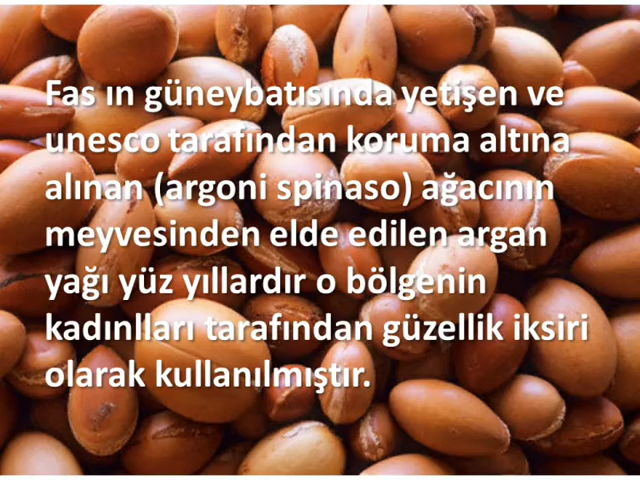 Fas ın güneybatısında yetişen ve
unesco tarafından koruma altına
alınan (argoni spinaso) ağacının
meyvesinden elde edilen argan
yağı yüz yıllardır o bölgenin
kadınlları tarafından güzellik iksiri
olarak kullanılmıştır.